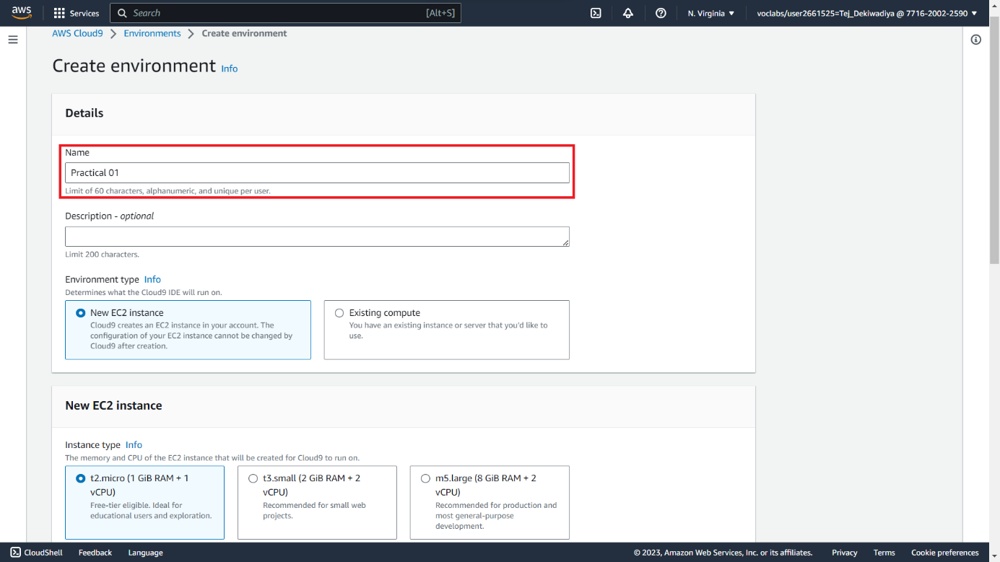 aws
Services
Search
[Alt+S]
N. Virginia
voclabs/user2661525=Tej_Dekiwadiya @ 7716-2002-2590
AWS Cloud9
Environments
Create environment
Create environment Info
Details
Name
Practical 01
Limit of 60 characters, alphanumeric, and unique per user.
Description - optional
Limit 200 characters.
Environment type Info
Determines what the Cloud9 IDE will run on.
New EC2 instance
Cloud9 creates an EC2 instance in your account. The
configuration of your EC2 instance cannot be changed by
Cloud9 after creation.
Existing compute
You have an existing instance or server that you'd like to
use.
New EC2 instance
Instance type Info
The memory and CPU of the EC2 instance that will be created for Cloud9 to run on.
t2.micro (1 GiB RAM + 1
vCPU)
Free-tier eligible. Ideal for
educational users and exploration.
t3.small (2 GiB RAM + 2
vCPU)
Recommended for small web
projects.
m5.large (8 GiB RAM + 2
vCPU)
Recommended for production and
most general-purpose
development.
CloudShell
Feedback
Language
© 2023, Amazon Web Services, Inc. or its affiliates.
Privacy
Terms
Cookie preferences